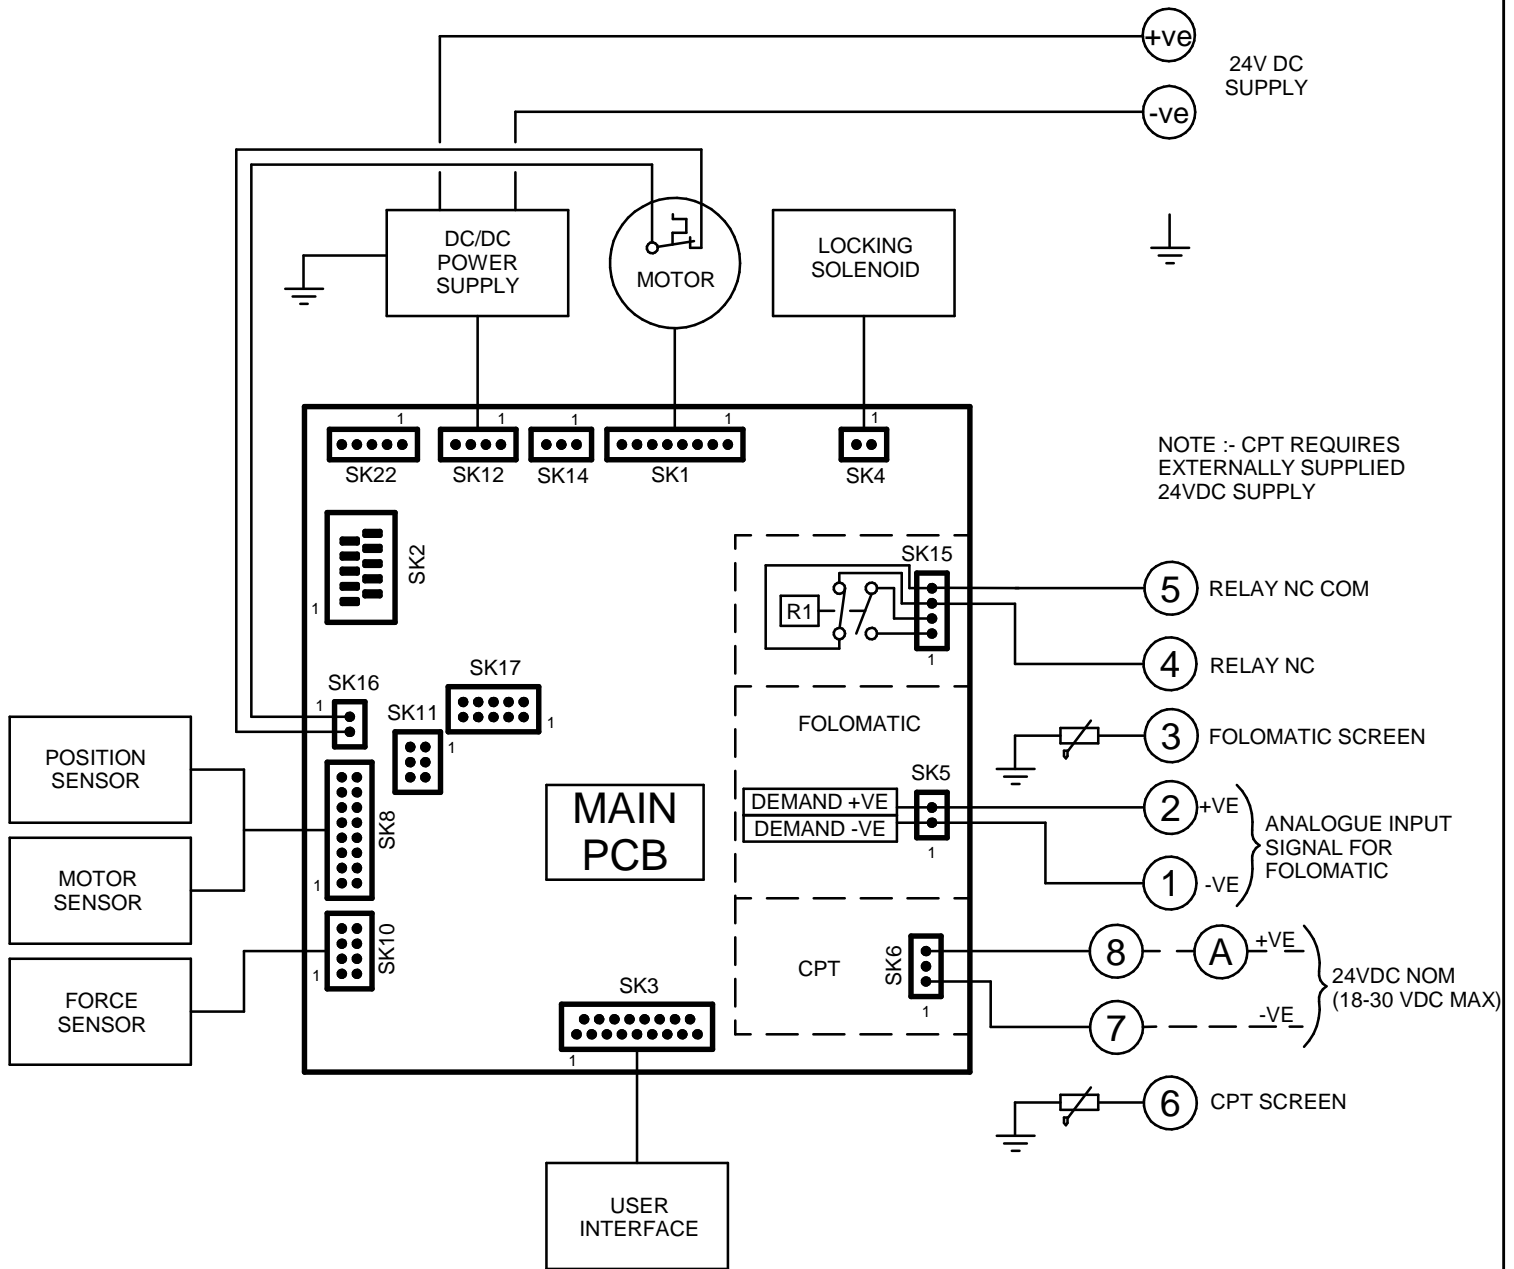 +ve
24V DC
SUPPLY
-ve
DC/DC
POWER
SUPPLY
MOTOR
LOCKING
SOLENOID
1
1
1
1
1
SK22
SK12
SK14
SK1
SK4
NOTE :- CPT REQUIRES
EXTERNALLY SUPPLIED
24VDC SUPPLY
SK2
1
SK15
R1
1
5
RELAY NC COM
4
RELAY NC
SK16
1
SK17
1
SK11
1
FOLOMATIC
3
FOLOMATIC SCREEN
POSITION
SENSOR
MOTOR
SENSOR
SK8
1
MAIN
PCB
SK5
DEMAND +VE
DEMAND -VE
1
2
+VE
1
-VE
ANALOGUE INPUT
SIGNAL FOR
FOLOMATIC
SK10
1
FORCE
SENSOR
CPT
SK6
1
8
A
+VE
7
-VE
24VDC NOM
(18-30 VDC MAX)
SK3
1
6
CPT SCREEN
USER
INTERFACE